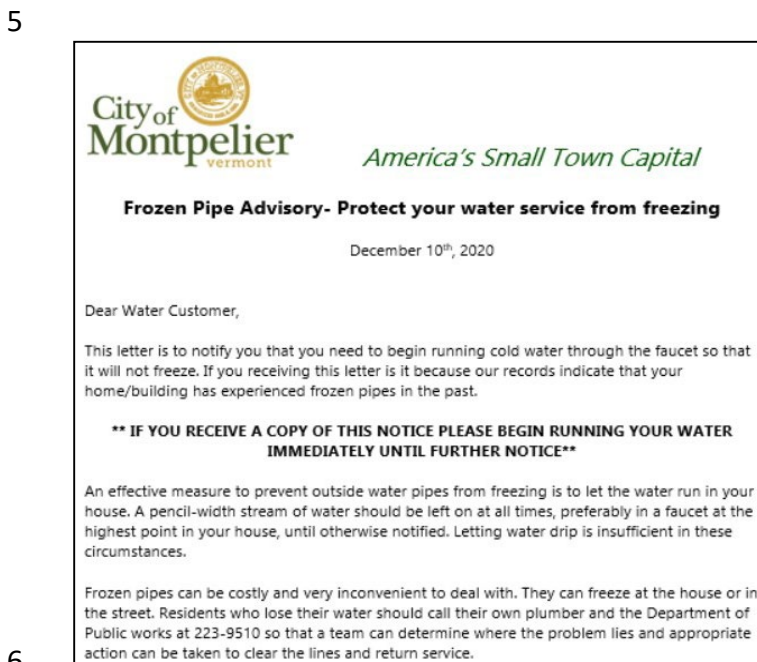 5
City of
Montpelier
vermont
America's Small Town Capital
Frozen Pipe Advisory- Protect your water service from freezing
December 10th, 2020
Dear Water Customer,
This letter is to notify you that you need to begin running cold water through the faucet so that
it will not freeze. If you receiving this letter is it because our records indicate that your
home/building has experienced frozen pipes in the past.
** IF YOU RECEIVE A COPY OF THIS NOTICE PLEASE BEGIN RUNNING YOUR WATER
IMMEDIATELY UNTIL FURTHER NOTICE**
An effective measure to prevent outside water pipes from freezing is to let the water run in your
house. A pencil-width stream of water should be left on at all times, preferably in a faucet at the
highest point in your house, until otherwise notified. Letting water drip is insufficient in these
circumstances.
Frozen pipes can be costly and very inconvenient to deal with. They can freeze at the house or in
the street. Residents who lose their water should call their own plumber and the Department of
Public works at 223-9510 so that a team can determine where the problem lies and appropriate
action can be taken to clear the lines and return service.
6